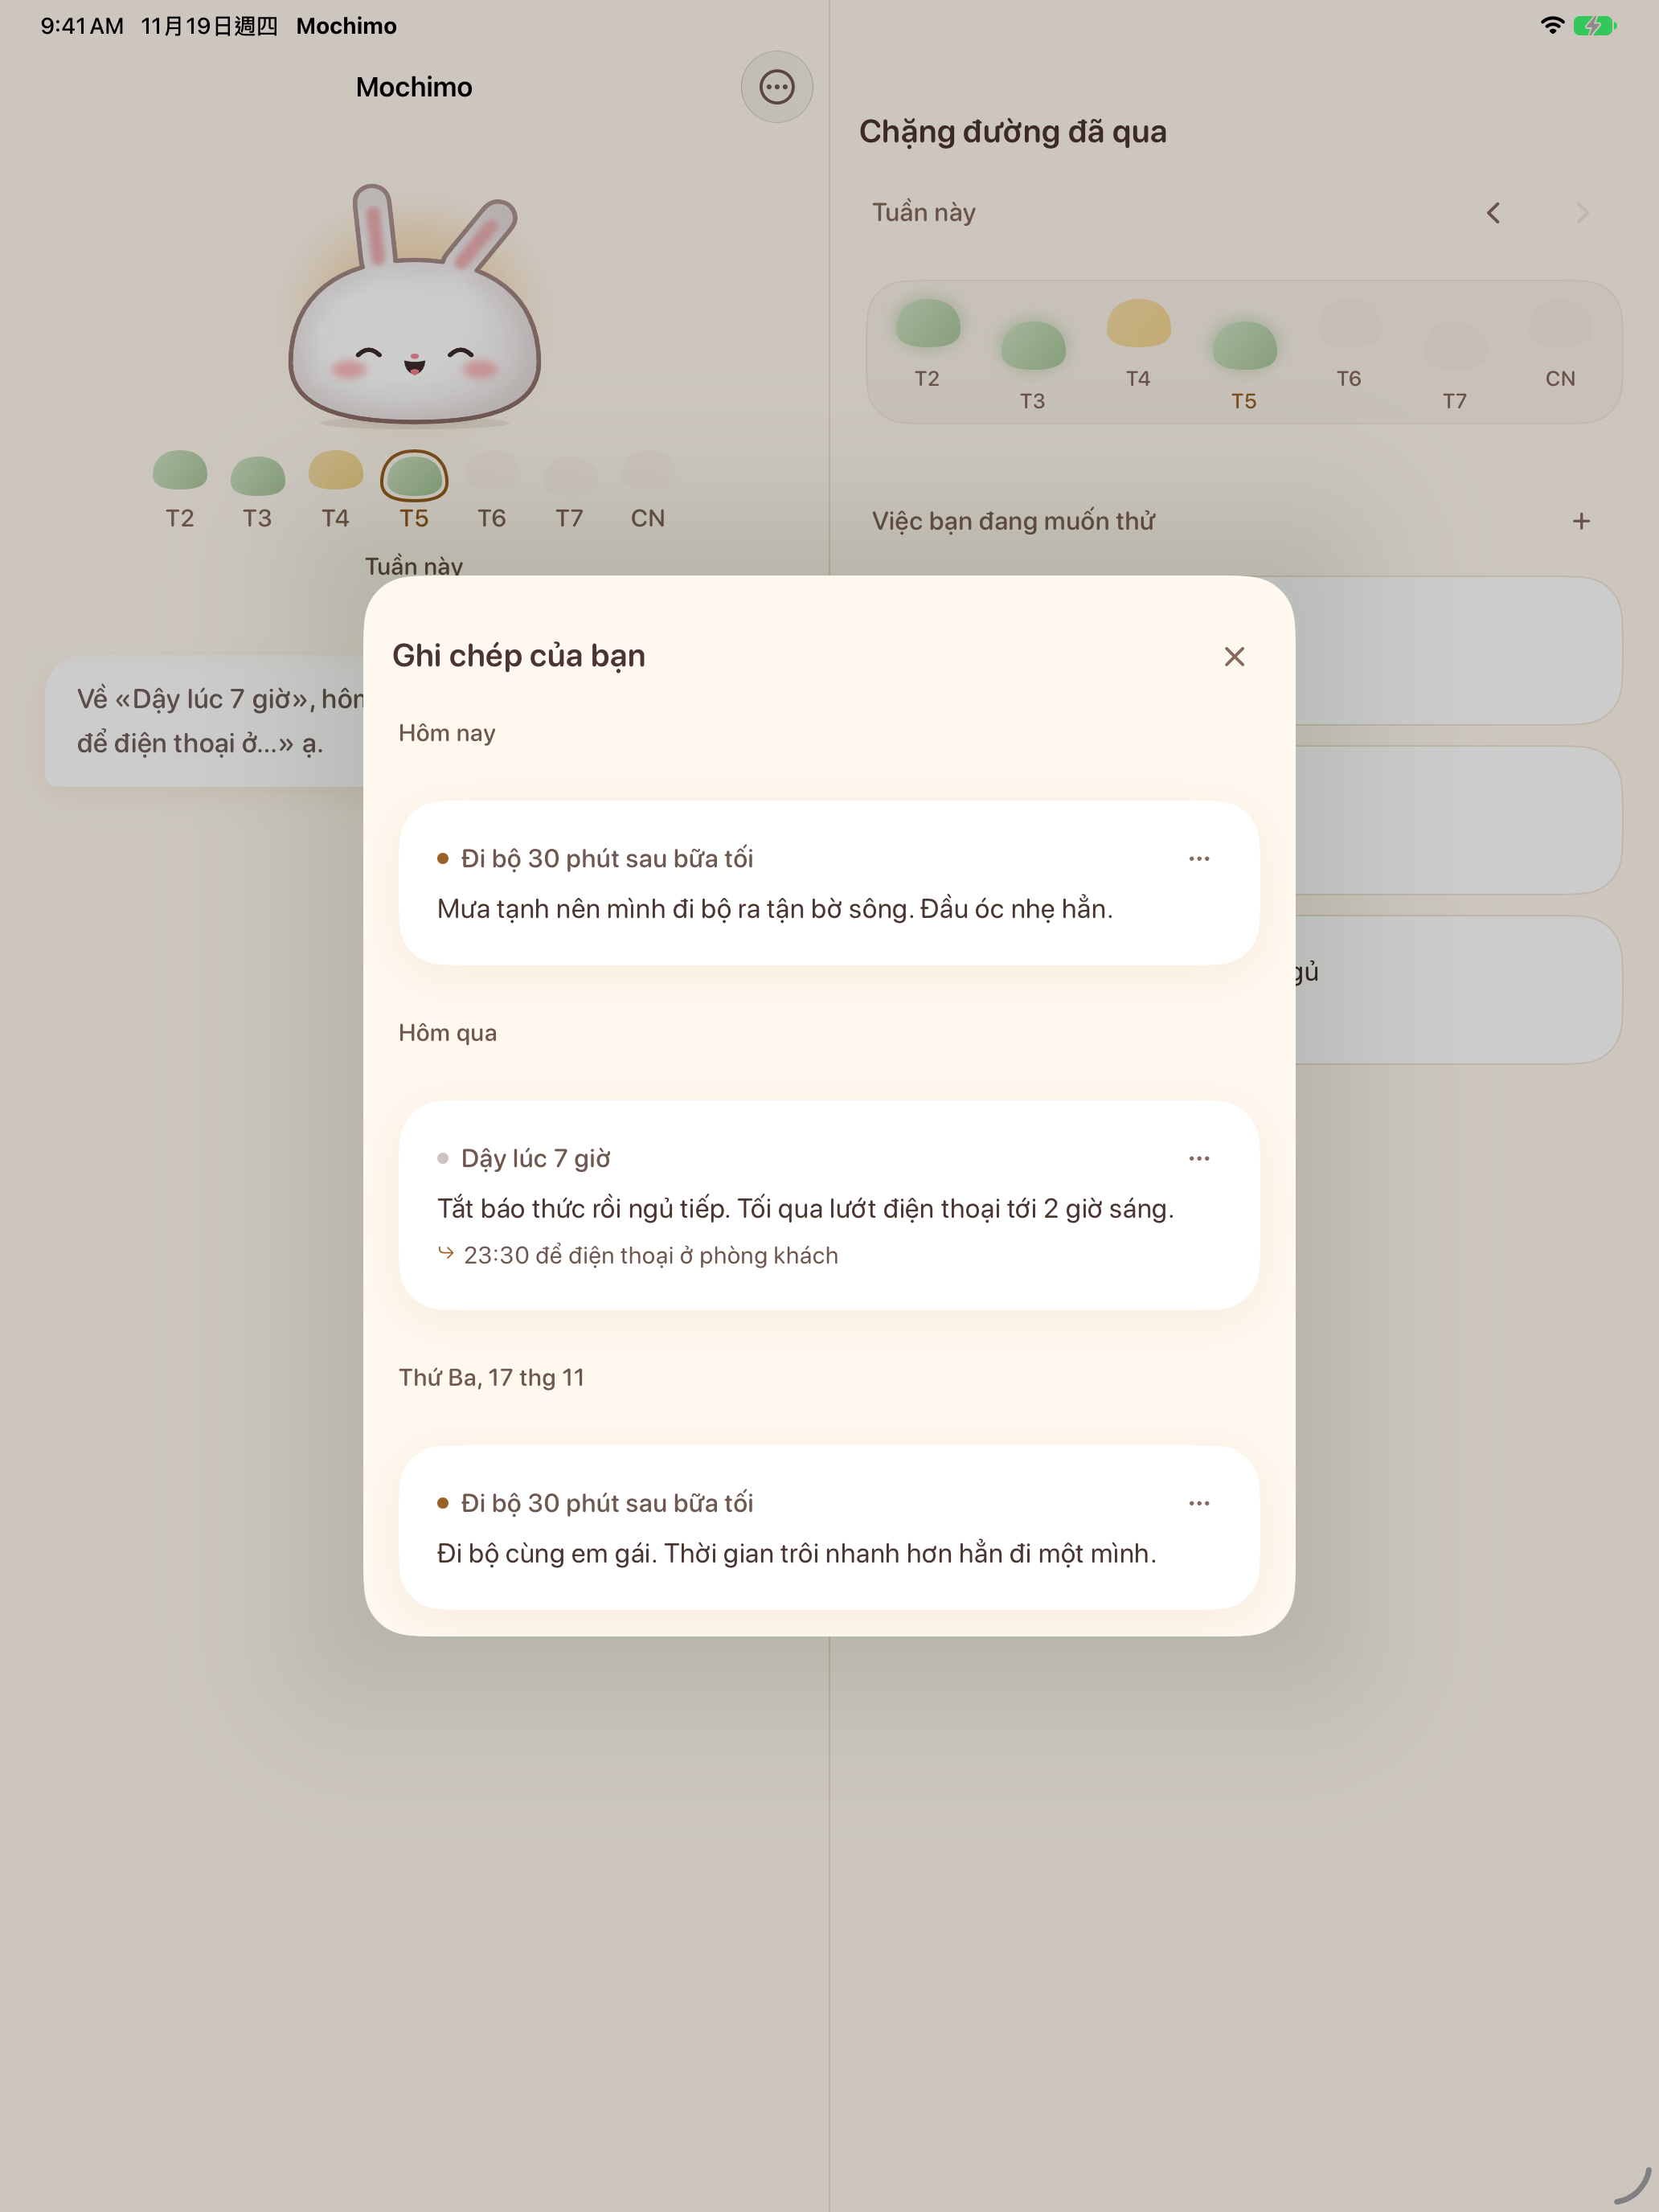 9:41 AM 11月19日週四 Mochimo
Mochimo
T2 T3 T4 T5 T6 T7 CN
Tuần này
Về «Dậy lúc 7 giờ»,
để điện thoại ở...» ạ.
Chặng đường đã qua
Tuần này
T2 T3 T4 T5 T6 T7 CN
Việc bạn đang muốn thử
Ghi chép của bạn
Hôm nay
Đi bộ 30 phút sau bữa tối
Mưa tạnh nên mình đi bộ ra tận bờ sông. Đầu óc nhẹ hẳn.
Hôm qua
Dậy lúc 7 giờ
Tắt báo thức rồi ngủ tiếp. Tối qua lướt điện thoại tới 2 giờ sáng.
23:30 để điện thoại ở phòng khách
Thứ Ba, 17 thg 11
Đi bộ 30 phút sau bữa tối
Đi bộ cùng em gái. Thời gian trôi nhanh hơn hẳn đi một mình.